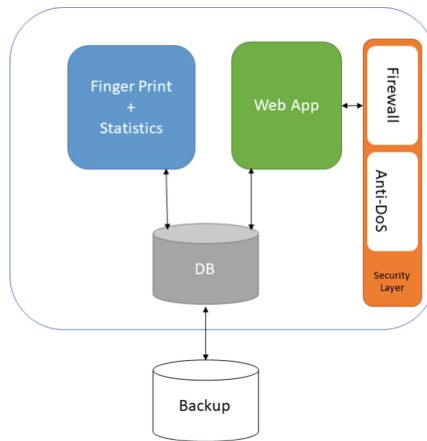 Finger Print
+
Statistics
Web App
Firewall
Anti-DoS
Security
Layer
DB
Backup